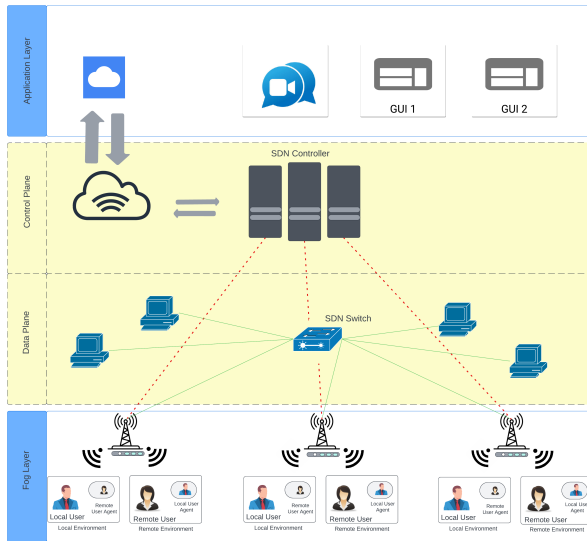 Application Layer
GUI 1
GUI 2
Control Plane
SDN Controller
Data Plane
SDN Switch
Fog Layer
Local User
Remote
User Agent
Local Environment
Remote User
Local User
Agent
Remote Environment
Local User
Remote
User Agent
Local Environment
Remote User
Local User
Agent
Remote Environment
Local User
Remote
User Agent
Local Environment
Remote User
Local User
Agent
Remote Environment